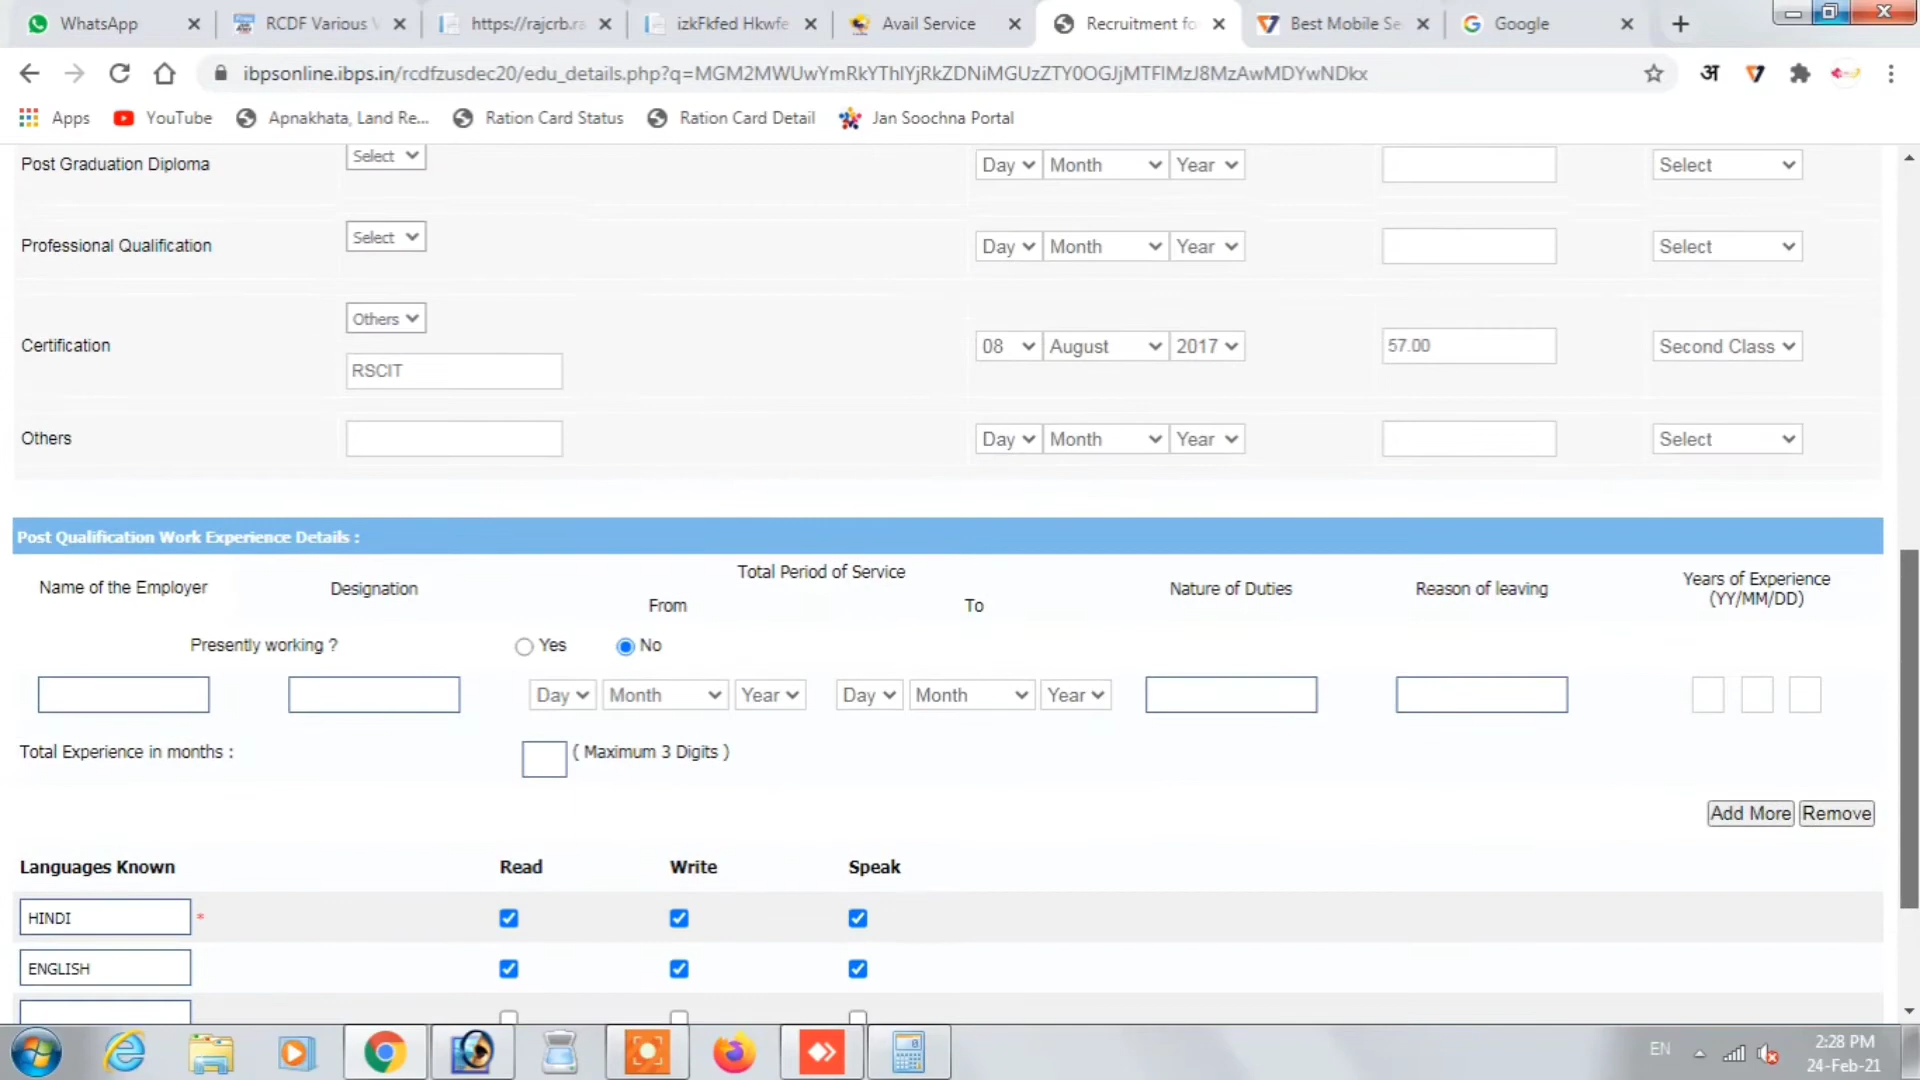 WhatsApp
RCDF Various V
https://rajcrb.ra
izkFkfed Hkwfe
Avail Service
Recruitment fo
Best Mobile Se
Google
ibpsonline.ibps.in/rcdfzusdec20/edu_details.php?q=MGM2MWUwYmRkYThlYjRkZDNiMGUzZTY0OGJjMTFlMzJ8MzAwMDYwNDkx
अ
Apps
YouTube
Apnakhata, Land Re...
Ration Card Status
Ration Card Detail
Jan Soochna Portal
Post Graduation Diploma Select Day Month Year Select
Professional Qualification Select Day Month Year Select
Certification Others 08 August 2017 57.00 Second Class
RSCIT
Others Day Month Year Select
Post Qualification Work Experience Details :
Name of the Employer Designation Total Period of Service Nature of Duties Reason of leaving Years of Experience
From To (YY/MM/DD)
Presently working ? Yes No
Day Month Year Day Month Year
Total Experience in months : ( Maximum 3 Digits )
Add More Remove
Languages Known Read Write Speak
HINDI *
ENGLISH
EN
2:28 PM
24-Feb-21